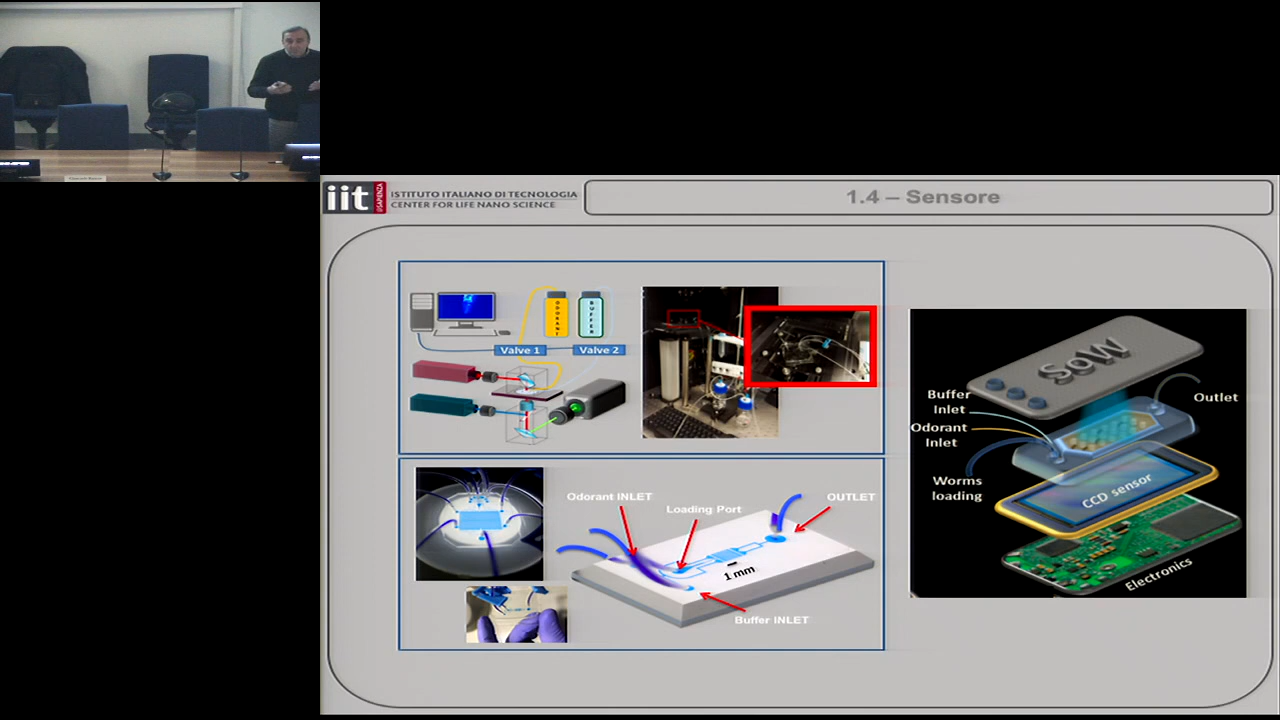 iit
SAPIENZA
ISTITUTO ITALIANO DI TECNOLOGIA
CENTER FOR LIFE NANO SCIENCE
1.4 – Sensore
ODORANT
BUFFER
Valve 1
Valve 2
Odorant INLET
Loading Port
OUTLET
1 mm
Buffer INLET
SoW
Buffer
Inlet
Outlet
Odorant
Inlet
Worms
loading
CCD sensor
Electronics